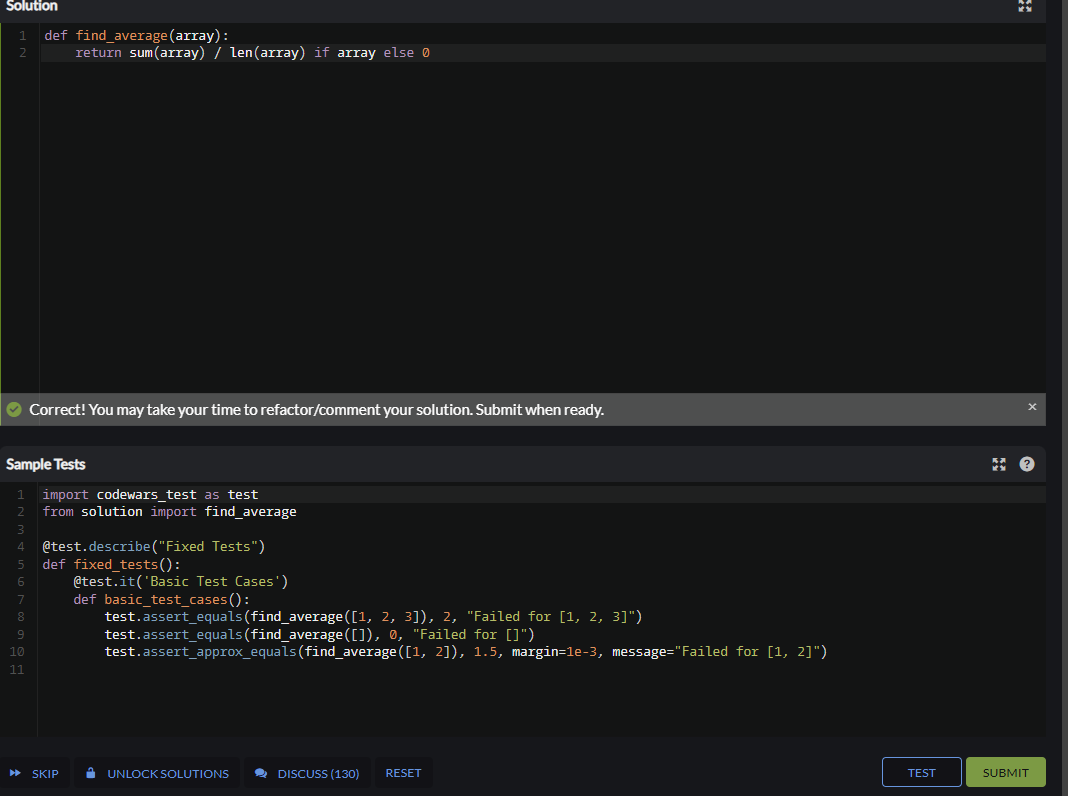 Solution
1 def find_average(array):
2     return sum(array) / len(array) if array else 0
Correct! You may take your time to refactor/comment your solution. Submit when ready. ×
Sample Tests ?
1 import codewars_test as test
2 from solution import find_average
3
4 @test.describe("Fixed Tests")
5 def fixed_tests():
6     @test.it('Basic Test Cases')
7     def basic_test_cases():
8         test.assert_equals(find_average([1, 2, 3]), 2, "Failed for [1, 2, 3]")
9         test.assert_equals(find_average([]), 0, "Failed for []")
10         test.assert_approx_equals(find_average([1, 2]), 1.5, margin=1e-3, message="Failed for [1, 2]")
11
SKIP UNLOCK SOLUTIONS DISCUSS (130) RESET TEST SUBMIT